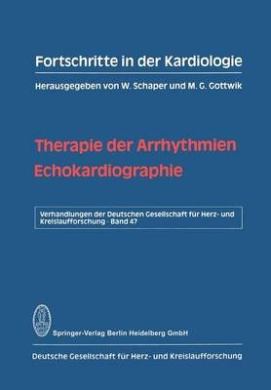 Fortschritte in der Kardiologie
Herausgegeben von W. Schaper und M. G. Gottwik
Therapie der Arrhythmien
Echokardiographie
Verhandlungen der Deutschen Gesellschaft für Herz- und
Kreislaufforschung · Band 47
Springer-Verlag Berlin Heidelberg GmbH
Deutsche Gesellschaft für Herz- und Kreislaufforschung